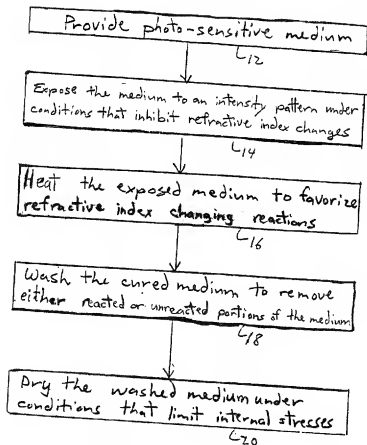 Provide photo-sensitive medium
12
Expose the medium to an intensity pattern under
conditions that inhibit refractive index changes
14
Heat the exposed medium to favorize
refractive index changing reactions
16
Wash the cured medium to remove
either reacted or unreacted portions of the medium
18
Dry the washed medium under
conditions that limit internal stresses
20